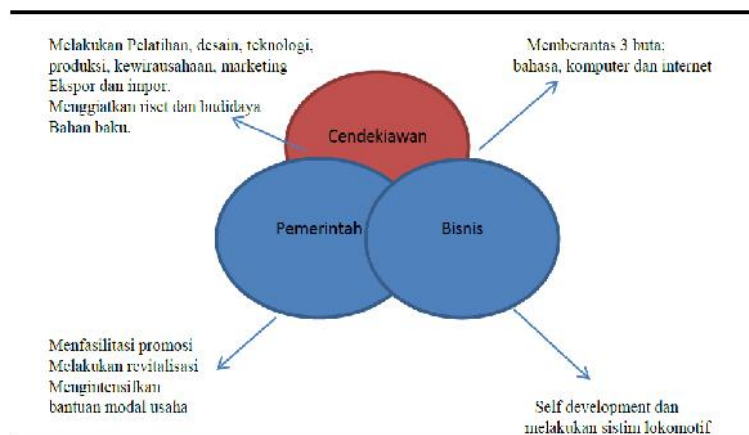 Melakukan Pelatihan, desain, teknologi,
produksi, kewirausahaan, marketing
Ekspor dan impor.
Menggiatkan riset dan budidaya
Bahan baku.
Memberantas 3 buta:
bahasa, komputer dan internet
Cendekiawan
Pemerintah
Bisnis
Menfasilitasi promosi
Melakukan revitalisasi
Mengintensifkan
bantuan modal usaha
Self development dan
melakukan sistim lokomotif